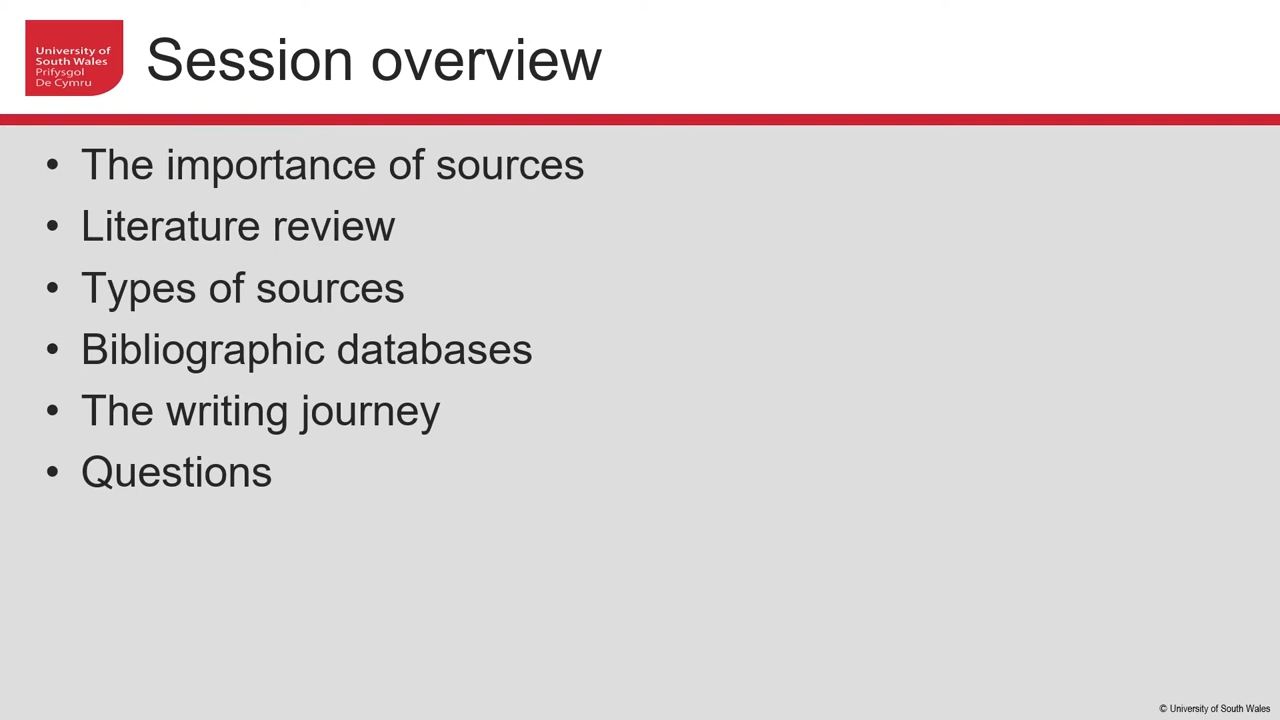 University of
South Wales
Prifysgol
De Cymru
Session overview
• The importance of sources
• Literature review
• Types of sources
• Bibliographic databases
• The writing journey
• Questions
© University of South Wales